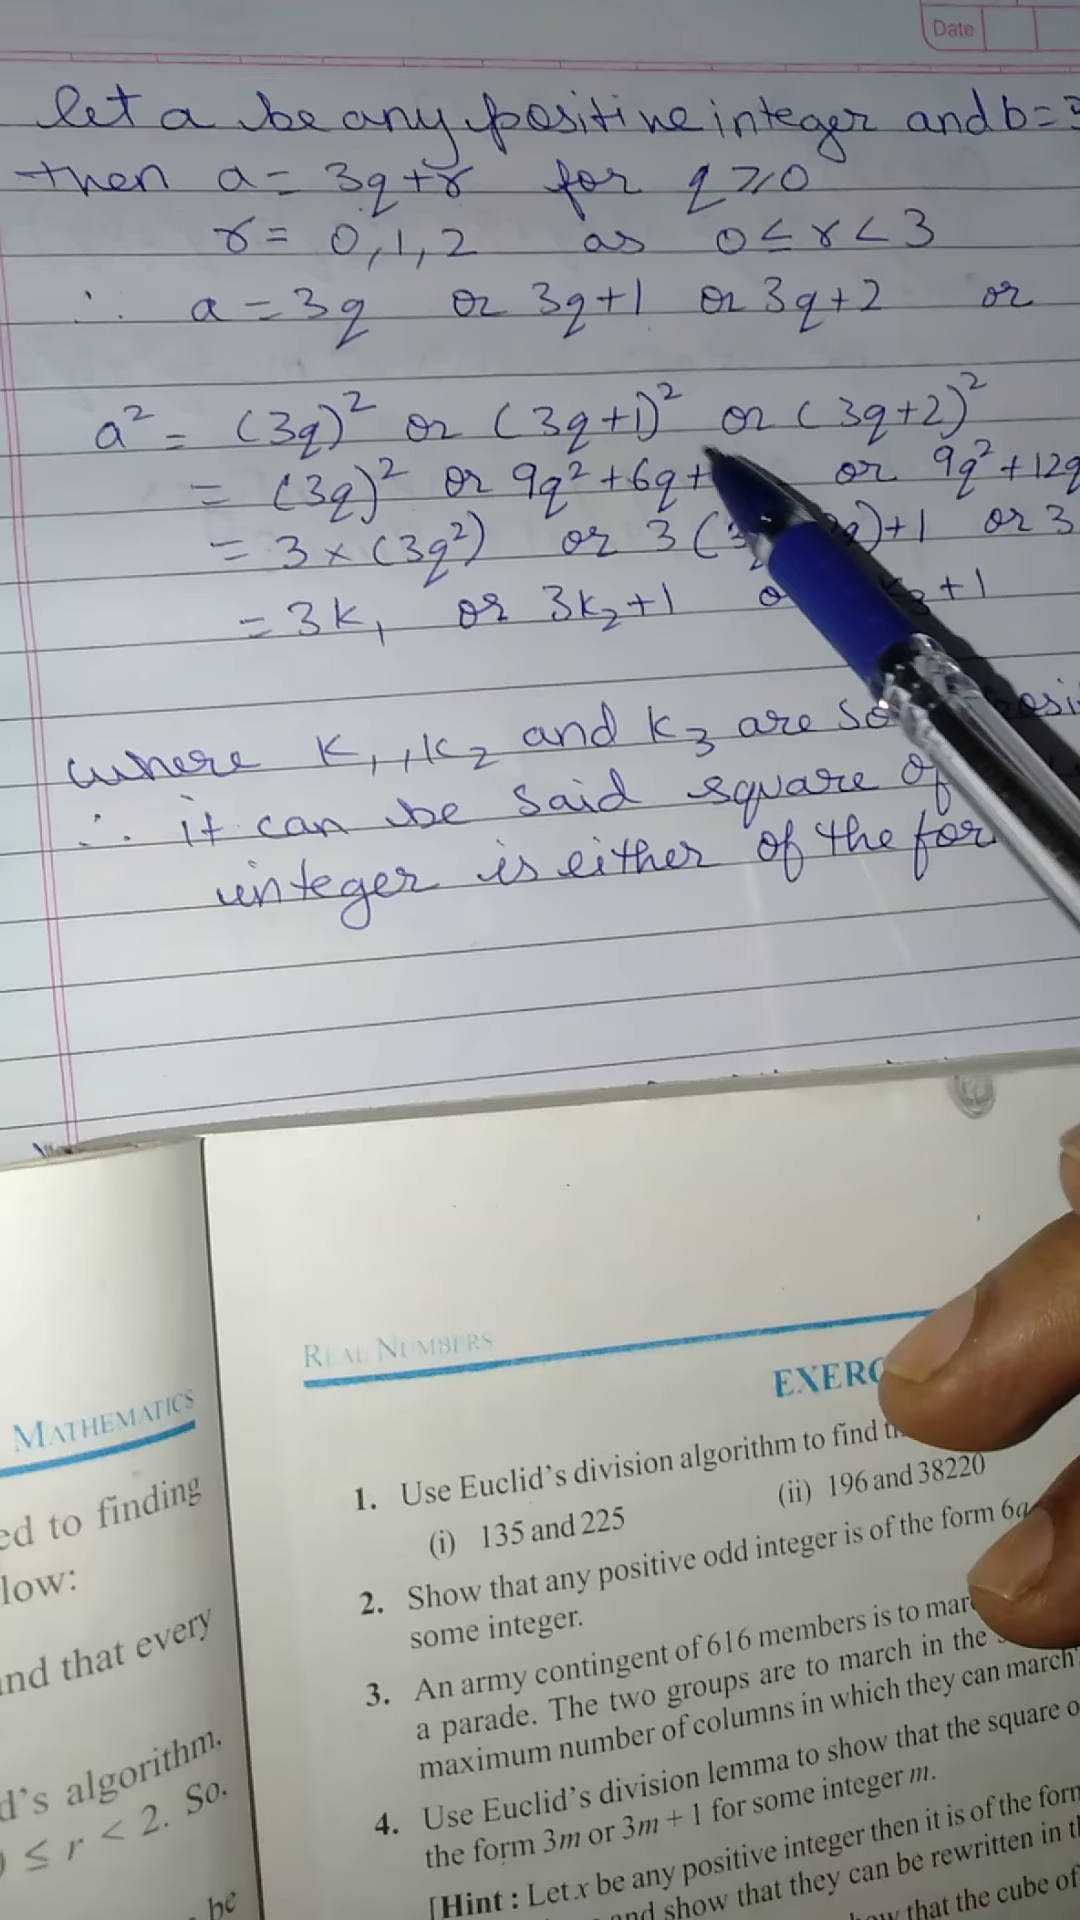 Date
let a be any positive integer and b = 3
then a = 3q + r for q ≥ 0
r = 0, 1, 2 as 0 ≤ r < 3
∴ a = 3q or 3q + 1 or 3q + 2 or
a² = (3q)² or (3q + 1)² or (3q + 2)²
= (3q)² or 9q² + 6q + or 9q² + 12q
= 3 × (3q²) or 3 ( )+1 or 3
= 3k₁ or 3k₂ + 1 + 1
where k₁, k₂ and k₃ are
∴ it can be said square of
integer is either of the
REAL NUMBERS
MATHEMATICS
1. Use Euclid's division algorithm to find
(i) 135 and 225 (ii) 196 and 38220
2. Show that any positive odd integer is of the form 6q
some integer.
3. An army contingent of 616 members is to
a parade. The two groups are to march in the
maximum number of columns in which they can march
4. Use Euclid's division lemma to show that the square
the form 3m or 3m + 1 for some integer m.
[Hint : Let x be any positive integer then it is of the
and show that they can be rewritten in
that the cube of
to finding
low:
that every
algorithm,
≤ r < 2. So.
be